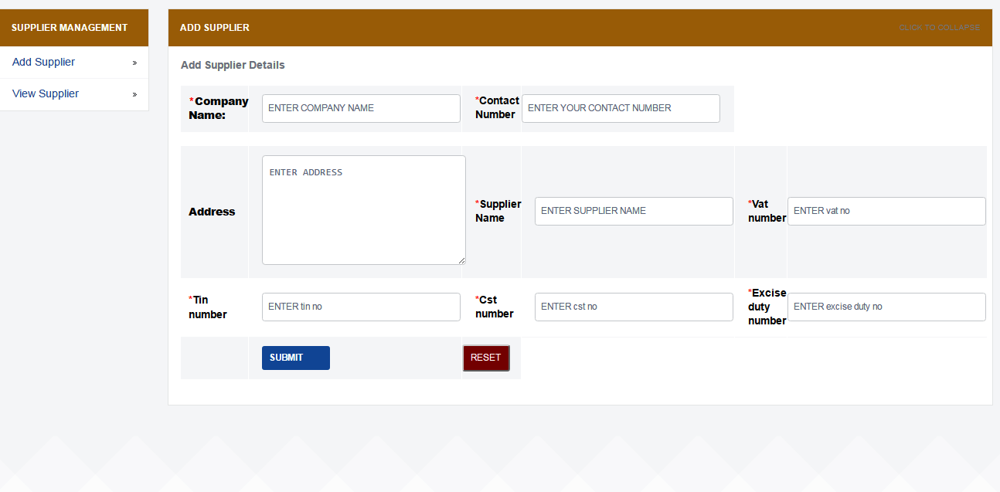 SUPPLIER MANAGEMENT
Add Supplier »
View Supplier »
ADD SUPPLIER
CLICK TO COLLAPSE
Add Supplier Details
*Company
Name:
ENTER COMPANY NAME
*Contact
Number
ENTER YOUR CONTACT NUMBER
Address
ENTER ADDRESS
*Supplier
Name
ENTER SUPPLIER NAME
*Vat
number
ENTER vat no
*Tin
number
ENTER tin no
*Cst
number
ENTER cst no
*Excise
duty
number
ENTER excise duty no
SUBMIT
RESET